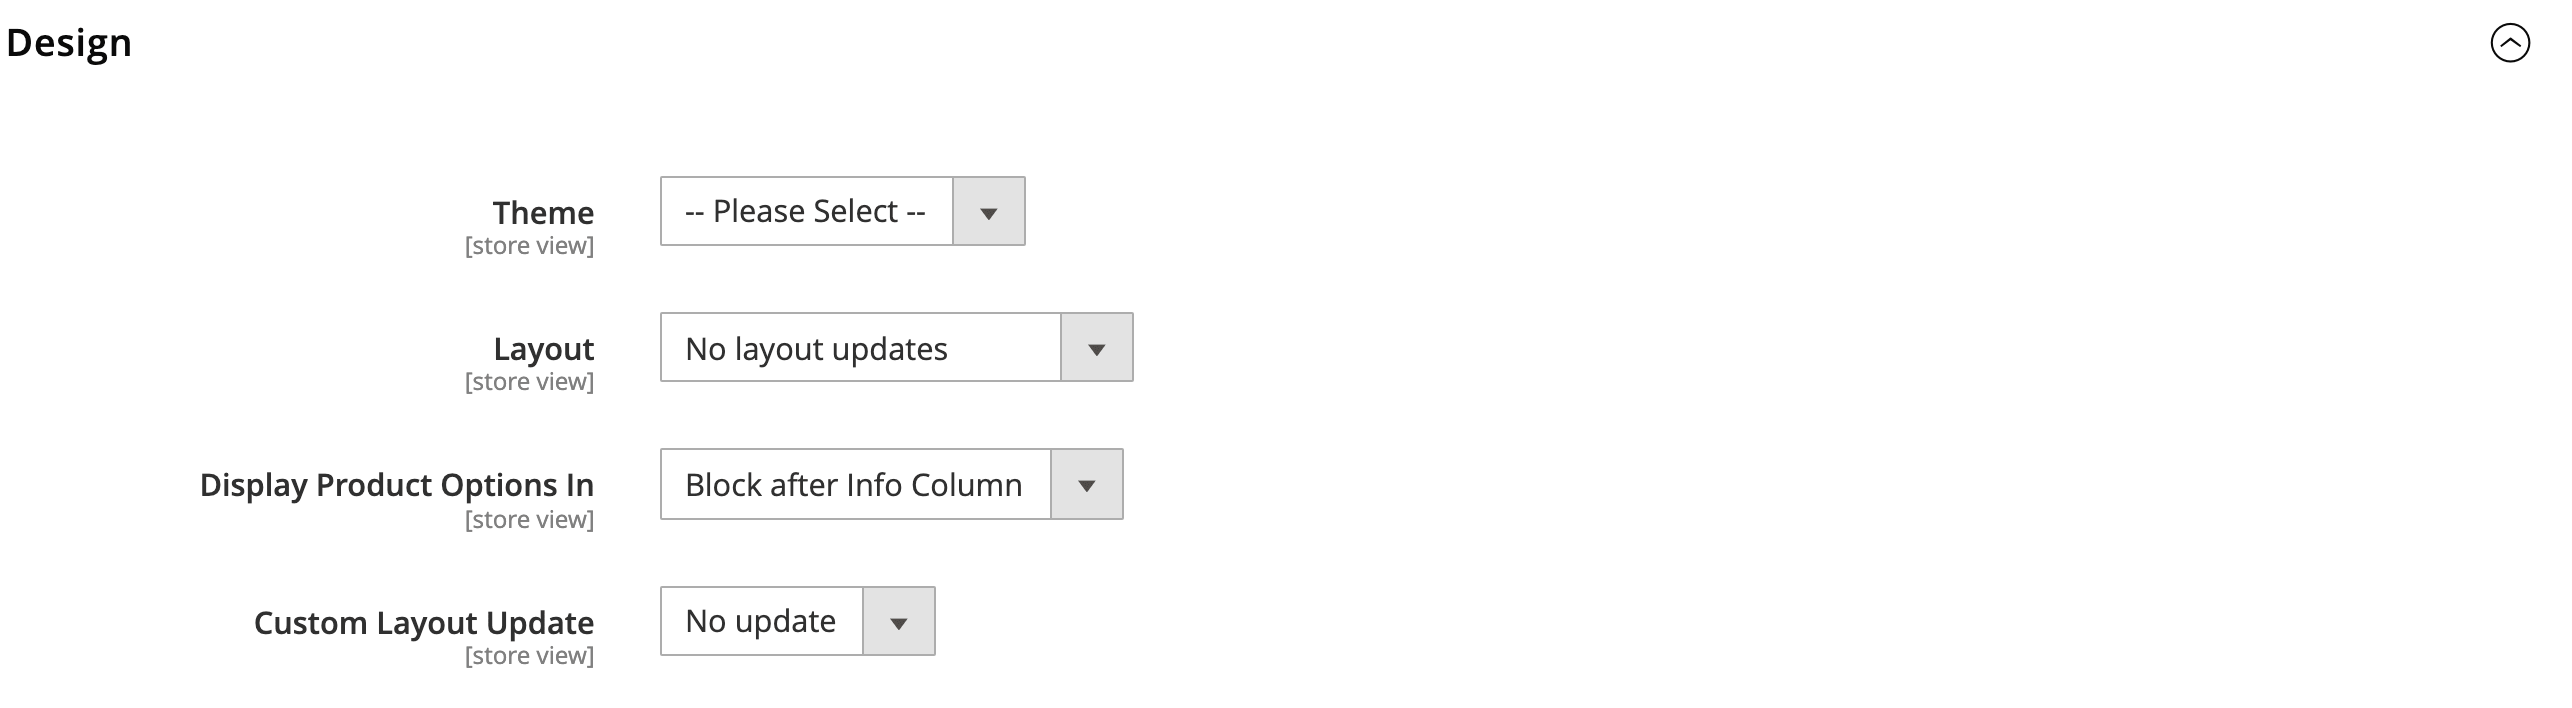 Design
Theme
[store view]
-- Please Select --
Layout
[store view]
No layout updates
Display Product Options In
[store view]
Block after Info Column
Custom Layout Update
[store view]
No update